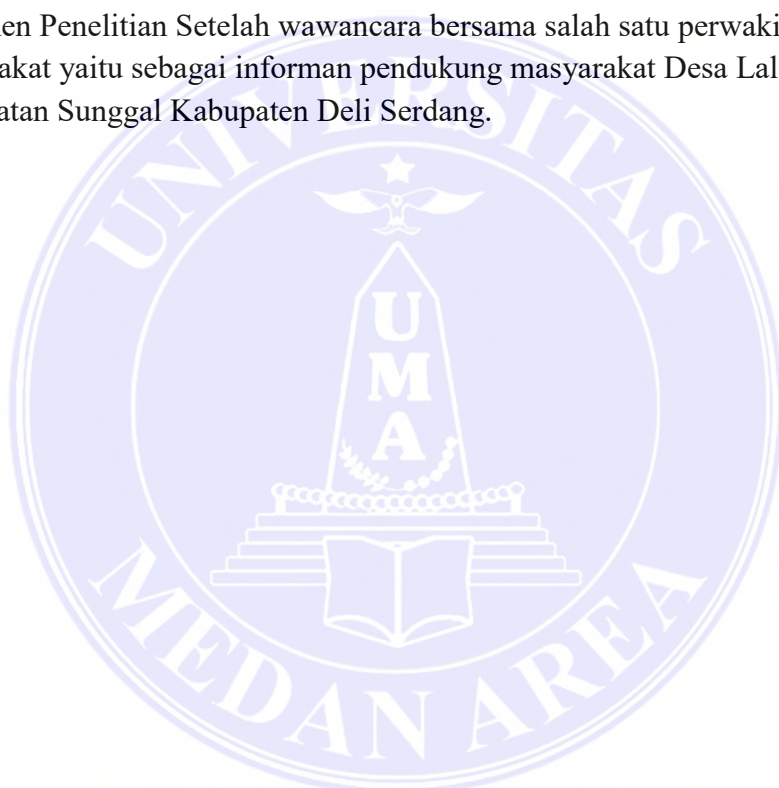 en Penelitian Setelah wawancara bersama salah satu perwaki
akat yaitu sebagai informan pendukung masyarakat Desa Lal
atan Sunggal Kabupaten Deli Serdang.
UNIVERSITAS
UMA
MEDAN AREA